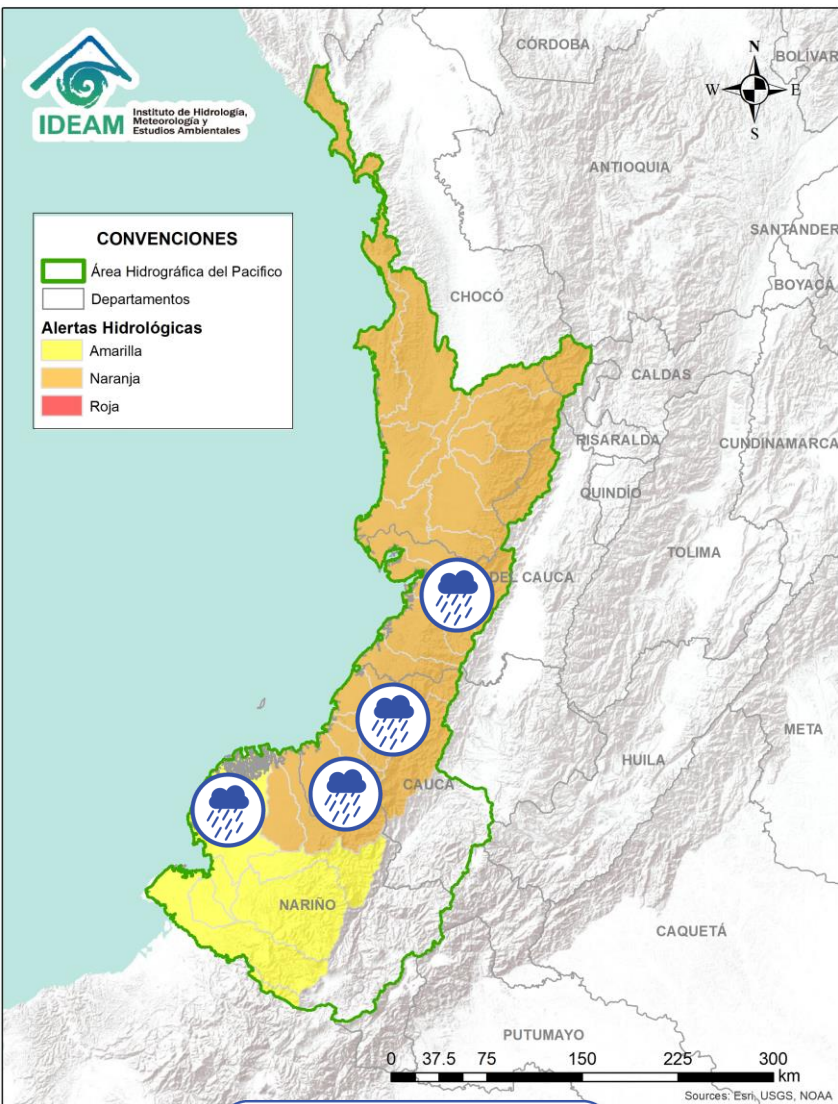 IDEAM
Instituto de Hidrología,
Meteorología y
Estudios Ambientales
N
W E
S
CÓRDOBA
BOLÍVAR
ANTIOQUIA
SANTANDER
BOYACÁ
CONVENCIONES
Área Hidrográfica del Pacifico
Departamentos
Alertas Hidrológicas
Amarilla
Naranja
Roja
CHOCÓ
CALDAS
RISARALDA
CUNDINAMARCA
QUINDÍO
TOLIMA
DEL CAUCA
META
HUILA
CAUCA
NARIÑO
CAQUETÁ
PUTUMAYO
0 37.5 75 150 225 300
km
Sources: Esri, USGS, NOAA